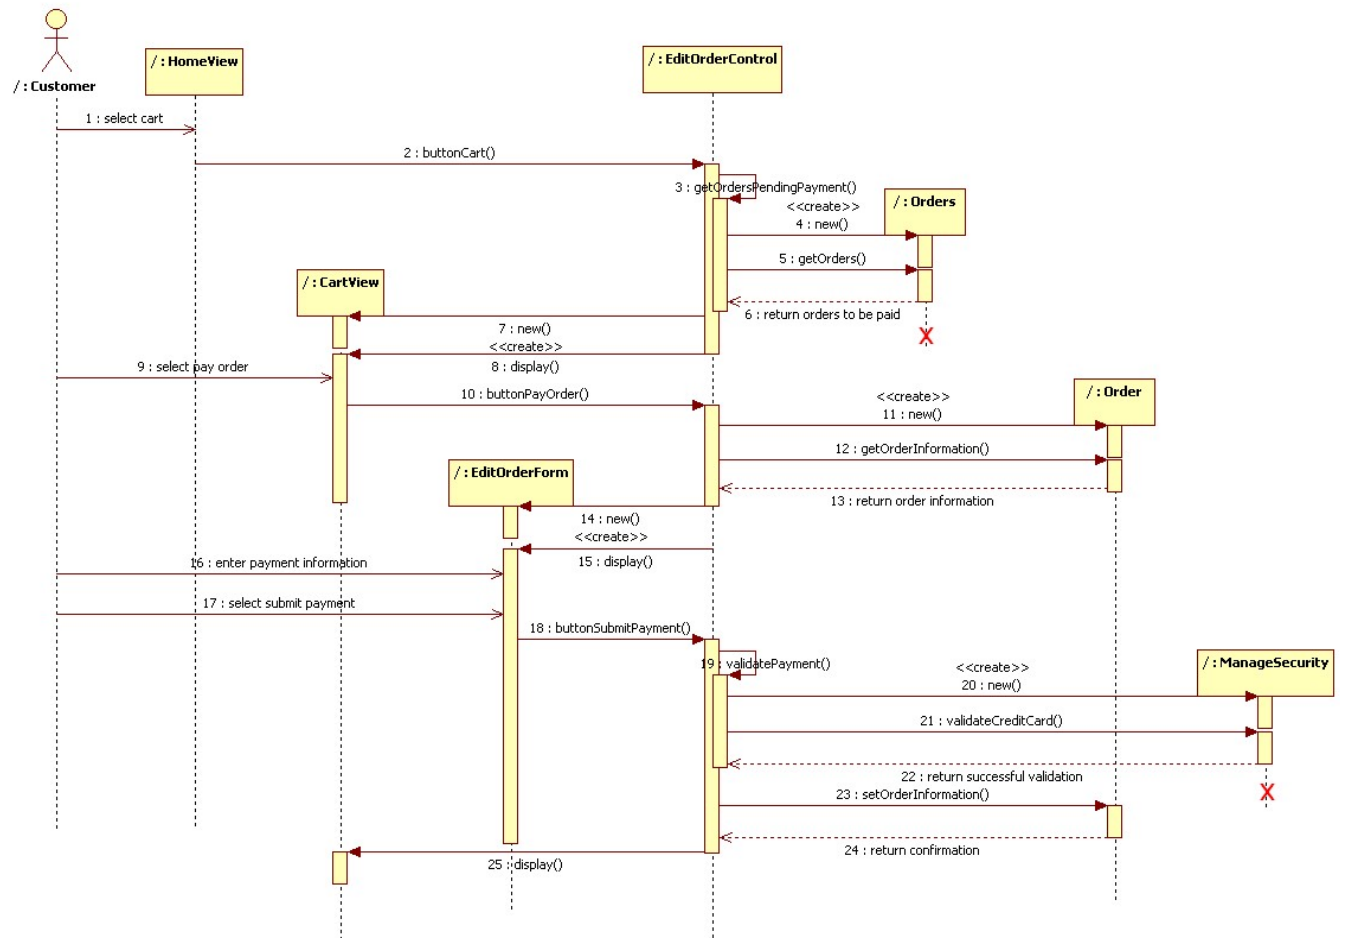 / : Customer
/ : HomeView
/ : EditOrderControl
1 : select cart
2 : buttonCart()
3 : getOrdersPendingPayment()
/ : Orders
<<create>>
4 : new()
5 : getOrders()
6 : return orders to be paid
/ : CartView
7 : new()
<<create>>
8 : display()
9 : select pay order
10 : buttonPayOrder()
/ : Order
<<create>>
11 : new()
12 : getOrderInformation()
13 : return order information
/ : EditOrderForm
14 : new()
<<create>>
15 : display()
16 : enter payment information
17 : select submit payment
18 : buttonSubmitPayment()
19 : validatePayment()
/ : ManageSecurity
<<create>>
20 : new()
21 : validateCreditCard()
22 : return successful validation
23 : setOrderInformation()
24 : return confirmation
25 : display()